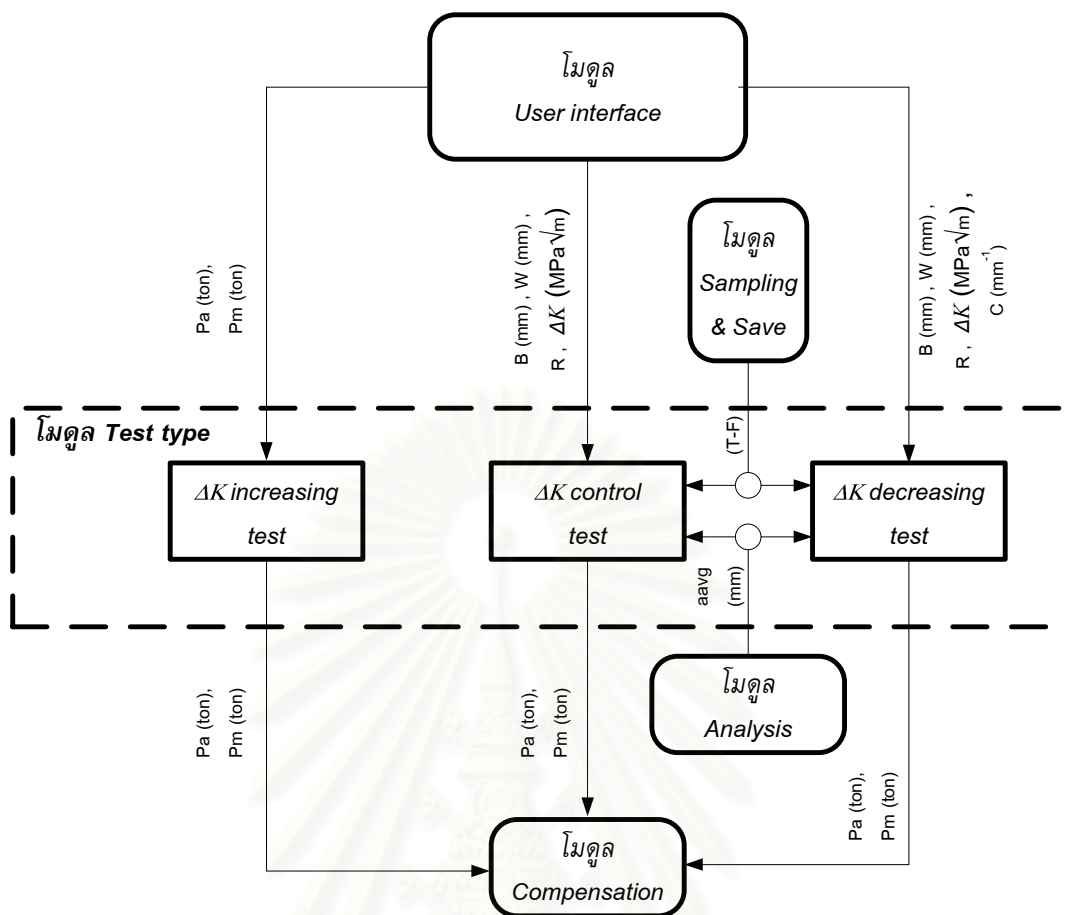 โมดูล
User interface
Pa (ton),
Pm (ton)
B (mm) , W (mm) ,
R , ΔK (MPa√m)
โมดูล
Sampling
& Save
B (mm) , W (mm) ,
R , ΔK (MPa√m) ,
C (mm⁻¹)
โมดูล Test type
(T-F)
ΔK increasing
test
ΔK control
test
ΔK decreasing
test
aavg
(mm)
Pa (ton),
Pm (ton)
Pa (ton),
Pm (ton)
โมดูล
Analysis
Pa (ton),
Pm (ton)
โมดูล
Compensation